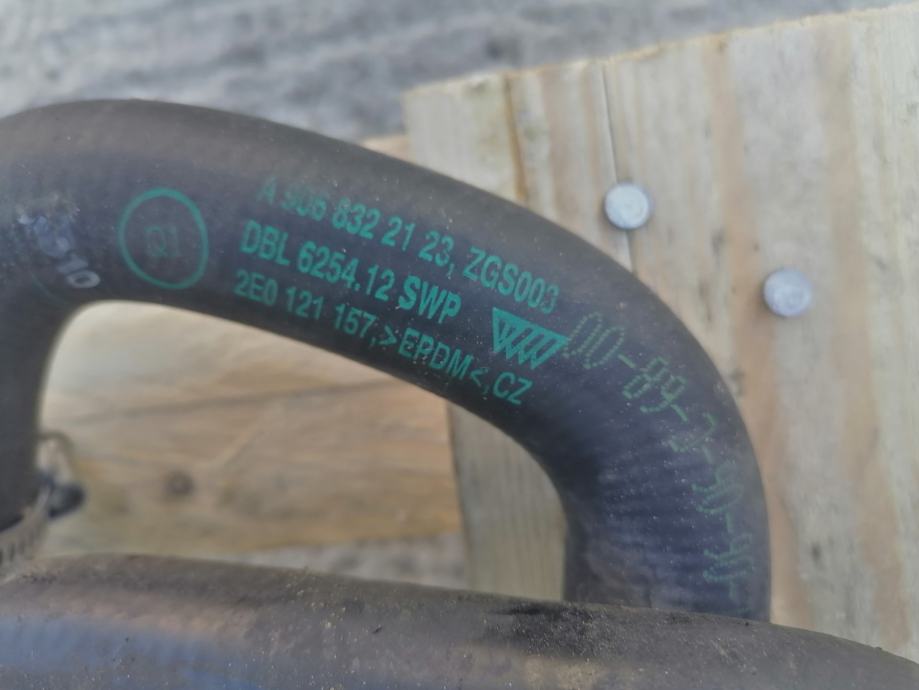 A 906 832 21 23, ZGS003
DBL 6254.12 SWP
2E0 121 157,>EPDM<,CZ
Q1